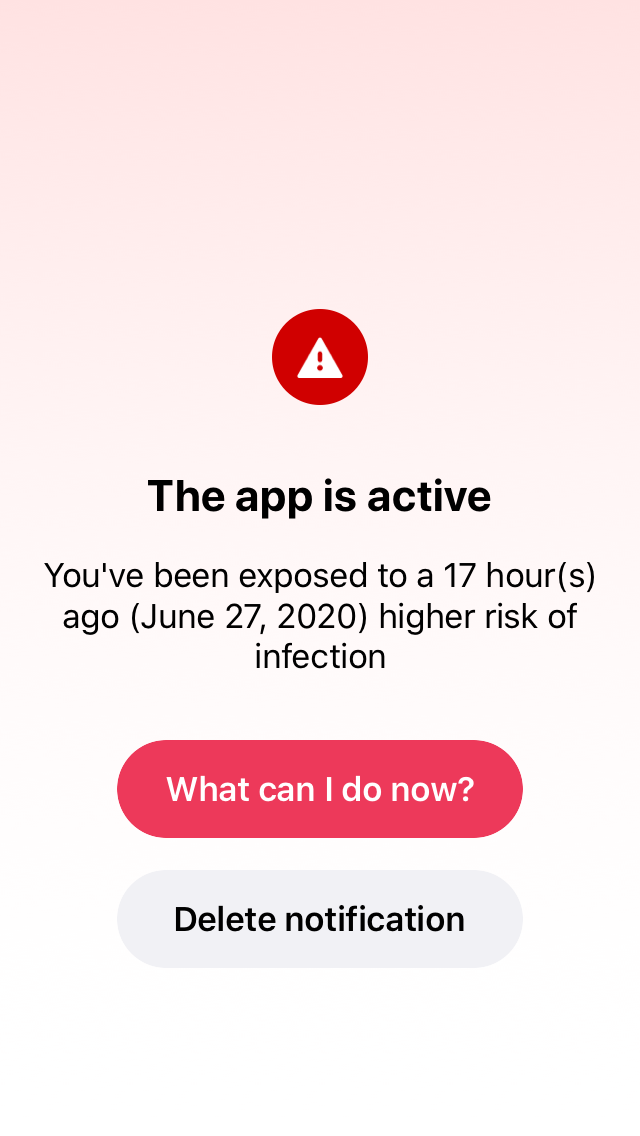 The app is active
You've been exposed to a 17 hour(s)
ago (June 27, 2020) higher risk of
infection
What can I do now?
Delete notification